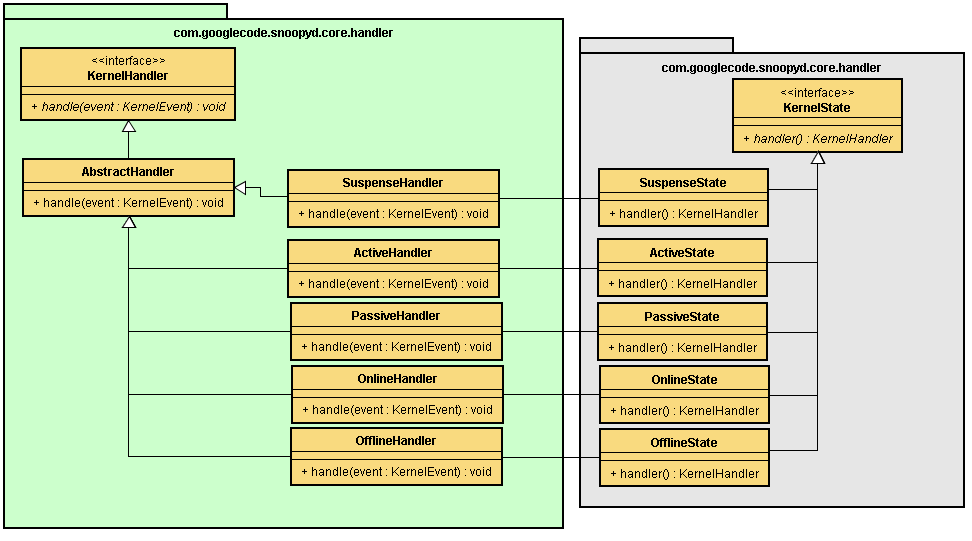 com.googlecode.snoopyd.core.handler
<<interface>>
KernelHandler
+ handle(event : KernelEvent) : void
AbstractHandler
+ handle(event : KernelEvent) : void
SuspenseHandler
+ handle(event : KernelEvent) : void
ActiveHandler
+ handle(event : KernelEvent) : void
PassiveHandler
+ handle(event : KernelEvent) : void
OnlineHandler
+ handle(event : KernelEvent) : void
OfflineHandler
+ handle(event : KernelEvent) : void
com.googlecode.snoopyd.core.handler
<<interface>>
KernelState
+ handler() : KernelHandler
SuspenseState
+ handler() : KernelHandler
ActiveState
+ handler() : KernelHandler
PassiveState
+ handler() : KernelHandler
OnlineState
+ handler() : KernelHandler
OfflineState
+ handler() : KernelHandler